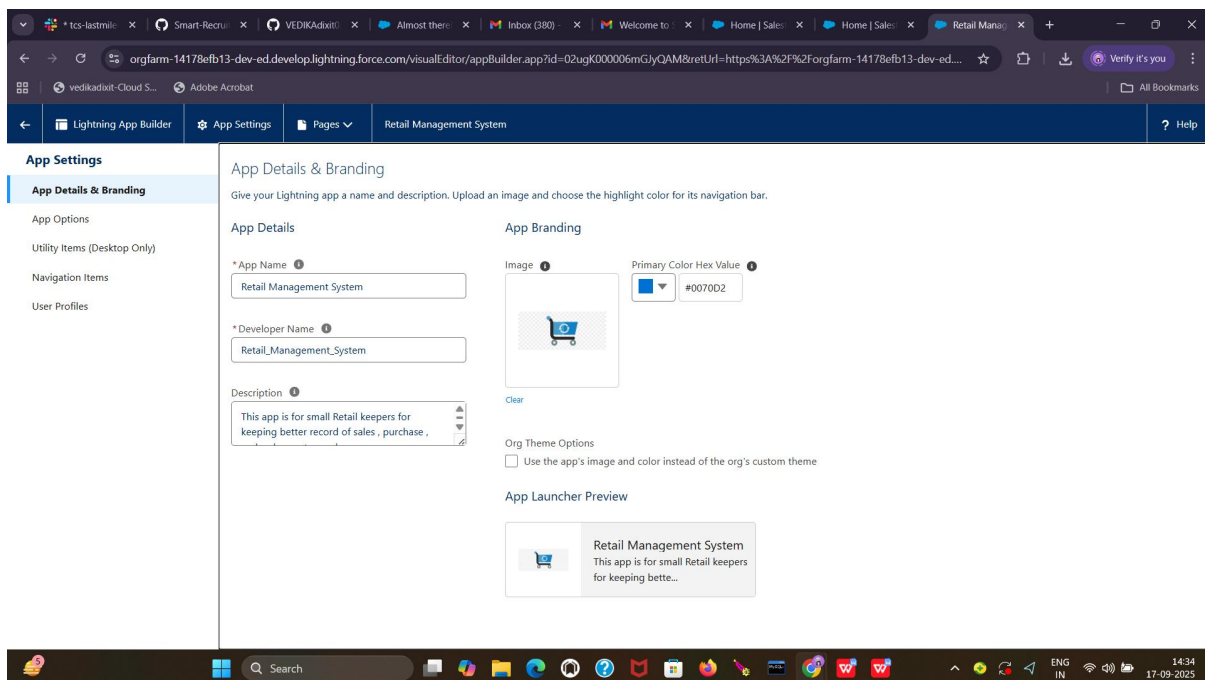 * tcs-lastmile
Smart-Recrui
VEDIKAdixit0
Almost there
Inbox (380) -
Welcome to S
Home | Sales
Home | Sales
Retail Manag
orgfarm-14178efb13-dev-ed.develop.lightning.force.com/visualEditor/appBuilder.app?id=02ugK000006mGJyQAM&retUrl=https%3A%2F%2Forgfarm-14178efb13-dev-ed....
Verify it's you
vedikadixit-Cloud S...
Adobe Acrobat
All Bookmarks
Lightning App Builder
App Settings
Pages
Retail Management System
? Help
App Settings
App Details & Branding
App Options
Utility Items (Desktop Only)
Navigation Items
User Profiles
App Details & Branding
Give your Lightning app a name and description. Upload an image and choose the highlight color for its navigation bar.
App Details
App Branding
*App Name
Retail Management System
*Developer Name
Retail_Management_System
Description
This app is for small Retail keepers for
keeping better record of sales , purchase ,
Image
Primary Color Hex Value
#0070D2
Clear
Org Theme Options
Use the app's image and color instead of the org's custom theme
App Launcher Preview
Retail Management System
This app is for small Retail keepers
for keeping bette...
5
Search
ENG
IN
14:34
17-09-2025